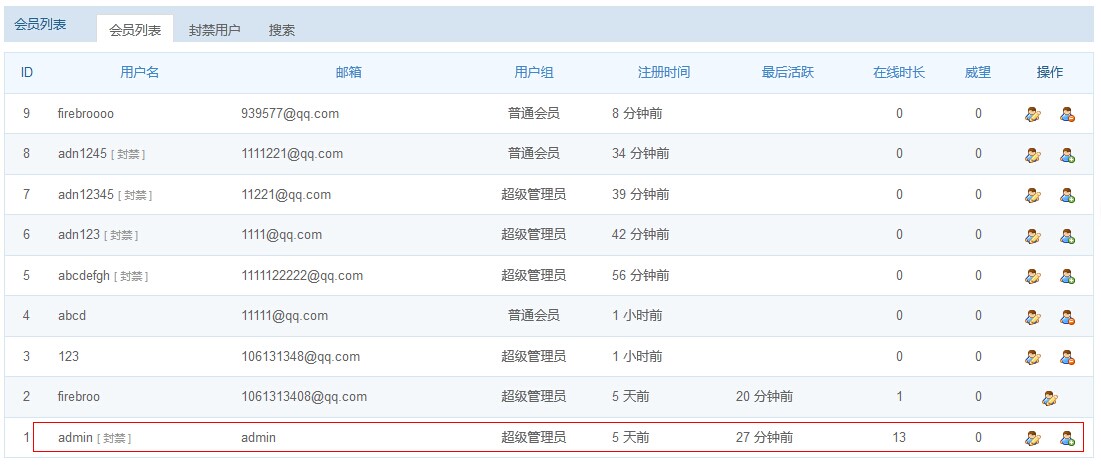 会员列表 会员列表 封禁用户 搜索
ID 用户名 邮箱 用户组 注册时间 最后活跃 在线时长 威望 操作
9 firebroooo 939577@qq.com 普通会员 8 分钟前 0 0
8 adn1245 [ 封禁 ] 1111221@qq.com 普通会员 34 分钟前 0 0
7 adn12345 [ 封禁 ] 11221@qq.com 超级管理员 39 分钟前 0 0
6 adn123 [ 封禁 ] 1111@qq.com 超级管理员 42 分钟前 0 0
5 abcdefgh [ 封禁 ] 1111122222@qq.com 超级管理员 56 分钟前 0 0
4 abcd 11111@qq.com 普通会员 1 小时前 0 0
3 123 106131348@qq.com 超级管理员 1 小时前 0 0
2 firebroo 1061313408@qq.com 超级管理员 5 天前 20 分钟前 1 0
1 admin [ 封禁 ] admin 超级管理员 5 天前 27 分钟前 13 0